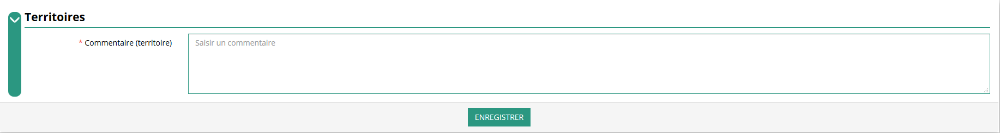 Territoires
* Commentaire (territoire)
Saisir un commentaire
ENREGISTRER